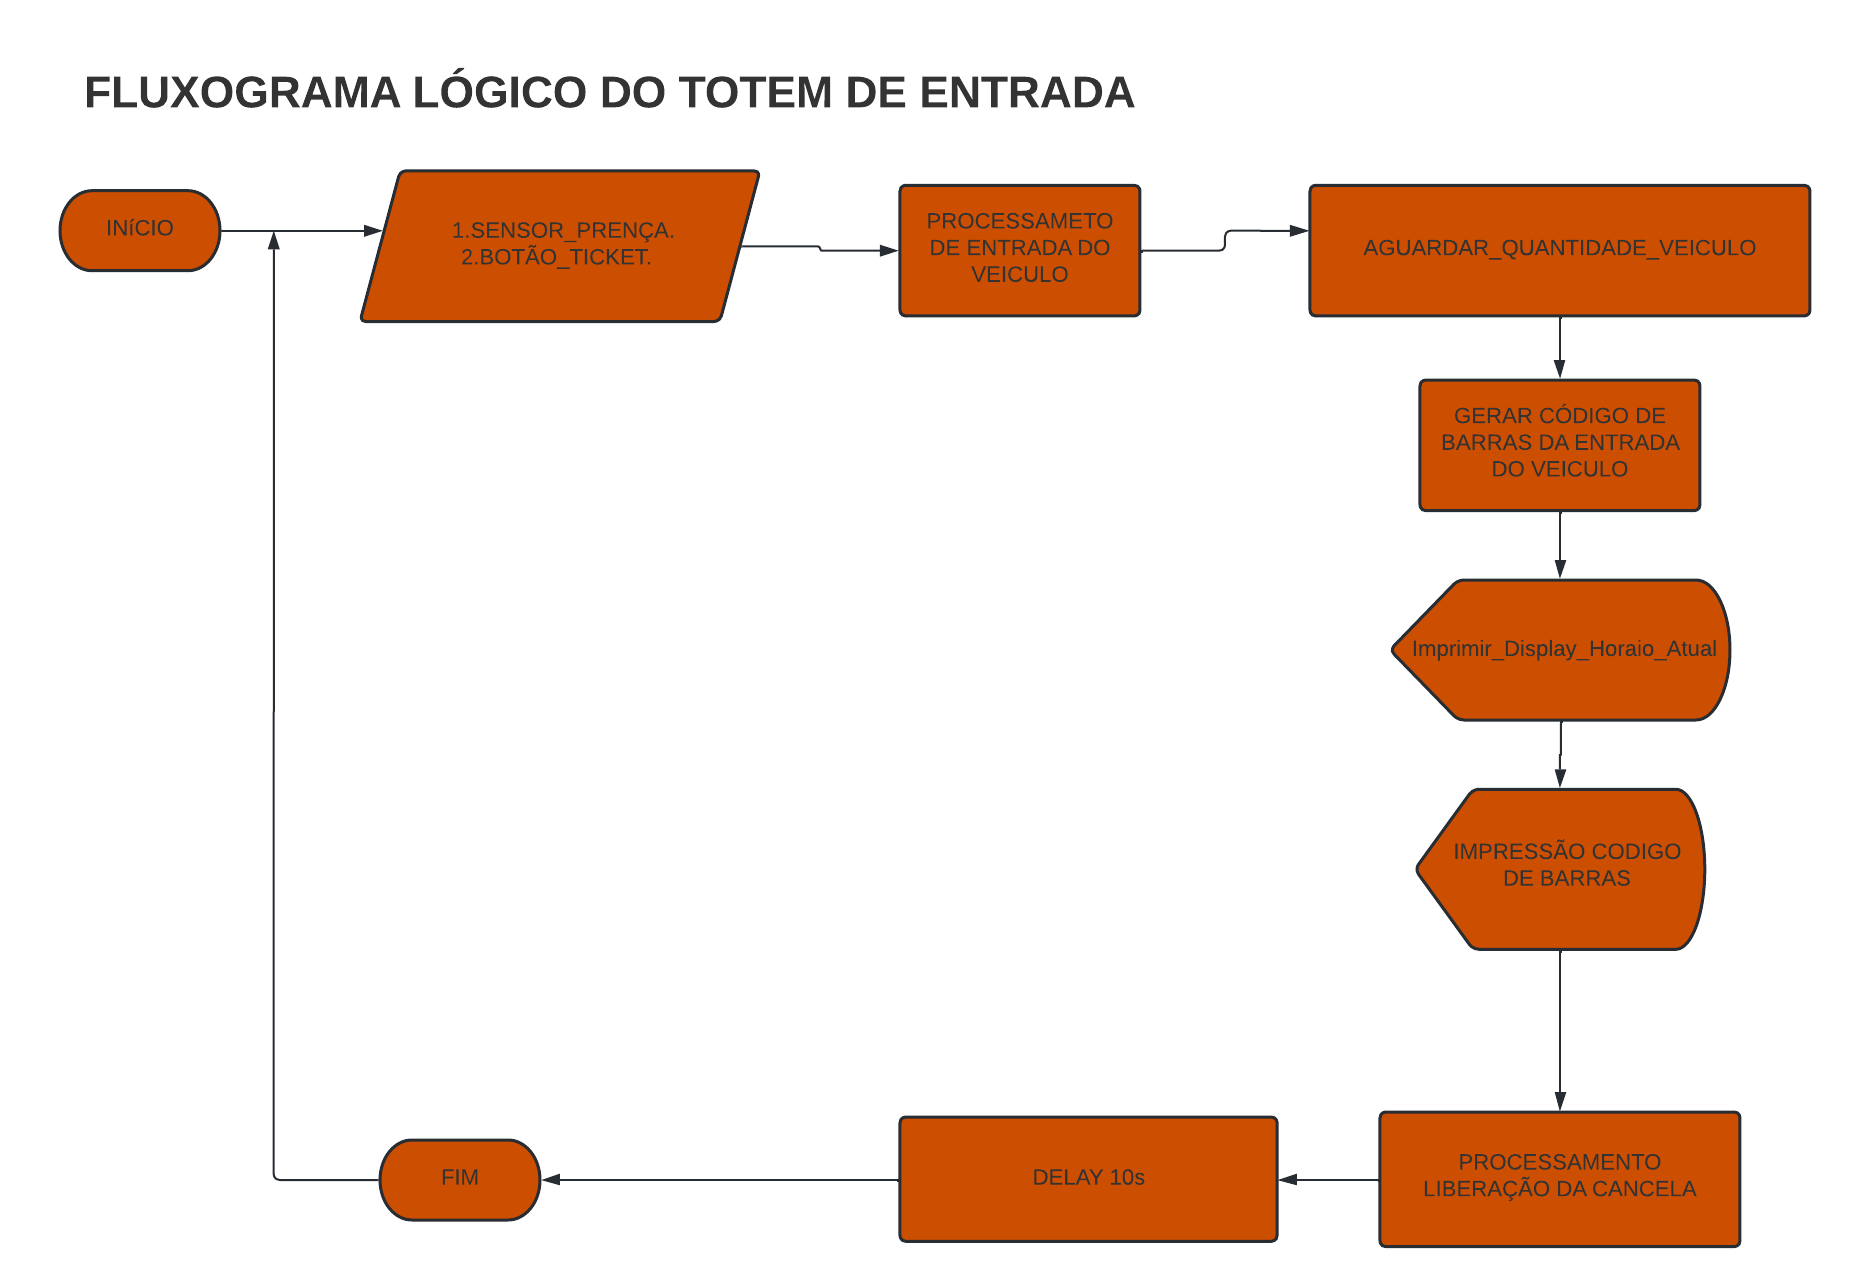 FLUXOGRAMA LÓGICO DO TOTEM DE ENTRADA
INíCIO
1.SENSOR_PRENÇA.
2.BOTÃO_TICKET.
PROCESSAMETO
DE ENTRADA DO
VEICULO
AGUARDAR_QUANTIDADE_VEICULO
GERAR CÓDIGO DE
BARRAS DA ENTRADA
DO VEICULO
Imprimir_Display_Horaio_Atual
IMPRESSÃO CODIGO
DE BARRAS
PROCESSAMENTO
LIBERAÇÃO DA CANCELA
DELAY 10s
FIM